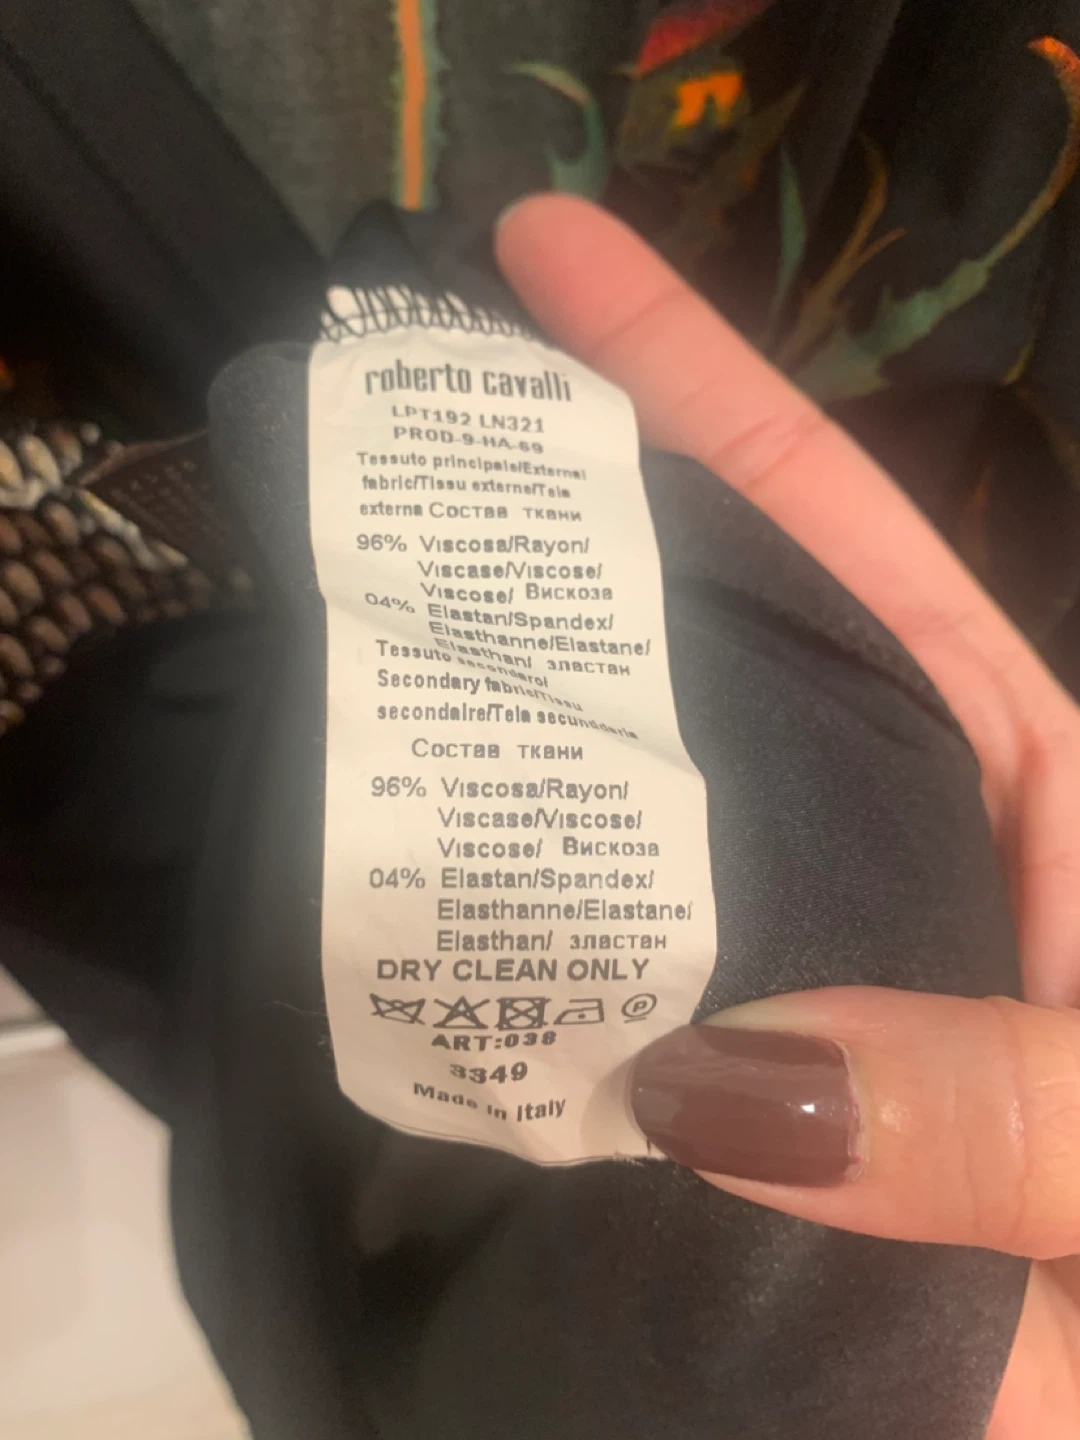 roberto cavalli
LPT192 LN321
PROD-9-HA-69
Tessuto principale/External
fabric/Tissu externe/Tela
externa Состав ткани
96% Viscosa/Rayon/
Viscase/Viscose/
Viscose/ Вискоза
04% Elastan/Spandex/
Elasthanne/Elastane/
Elasthan/ эластан
Tessuto secondarol
Secondary fabric/Tissu
secondaire/Tela secundaria
Состав ткани
96% Viscosa/Rayon/
Viscase/Viscose/
Viscose/ Вискоза
04% Elastan/Spandex/
Elasthanne/Elastane/
Elasthan/ эластан
DRY CLEAN ONLY
P
ART:038
3349
Made in Italy